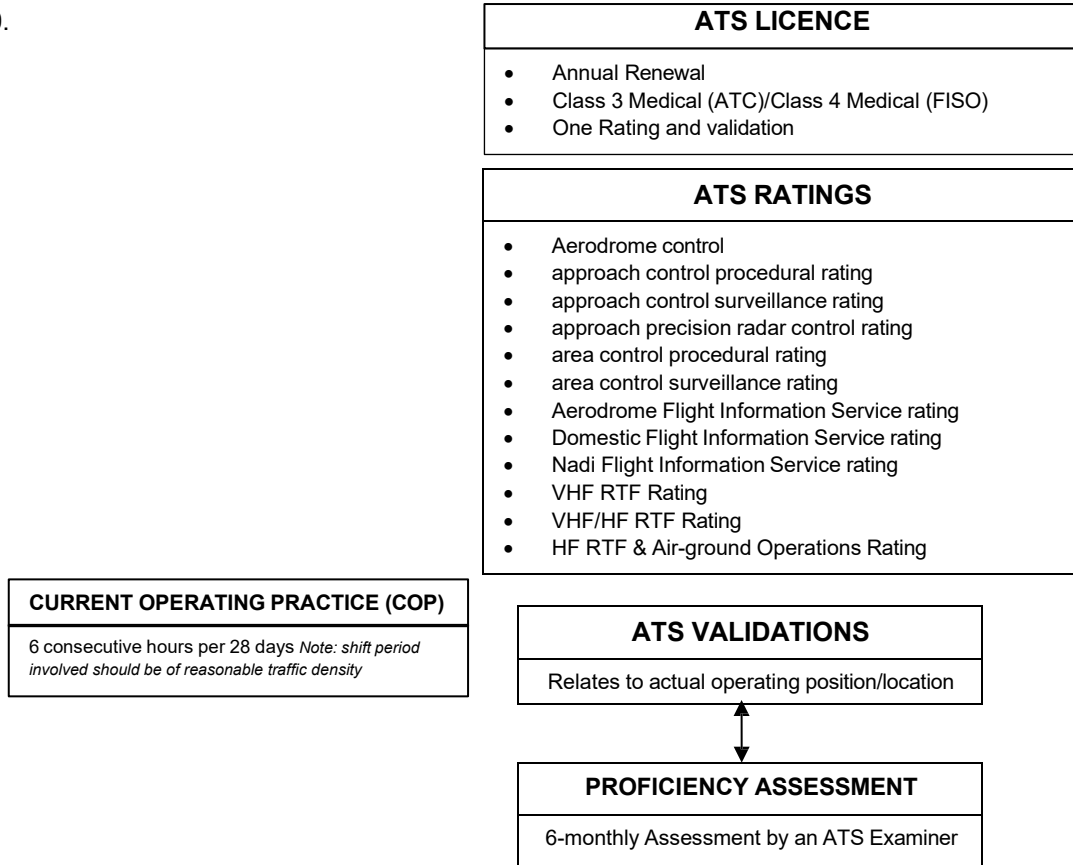 ATS LICENCE
• Annual Renewal
• Class 3 Medical (ATC)/Class 4 Medical (FISO)
• One Rating and validation
ATS RATINGS
• Aerodrome control
• approach control procedural rating
• approach control surveillance rating
• approach precision radar control rating
• area control procedural rating
• area control surveillance rating
• Aerodrome Flight Information Service rating
• Domestic Flight Information Service rating
• Nadi Flight Information Service rating
• VHF RTF Rating
• VHF/HF RTF Rating
• HF RTF & Air-ground Operations Rating
CURRENT OPERATING PRACTICE (COP)
6 consecutive hours per 28 days Note: shift period
involved should be of reasonable traffic density
ATS VALIDATIONS
Relates to actual operating position/location
PROFICIENCY ASSESSMENT
6-monthly Assessment by an ATS Examiner